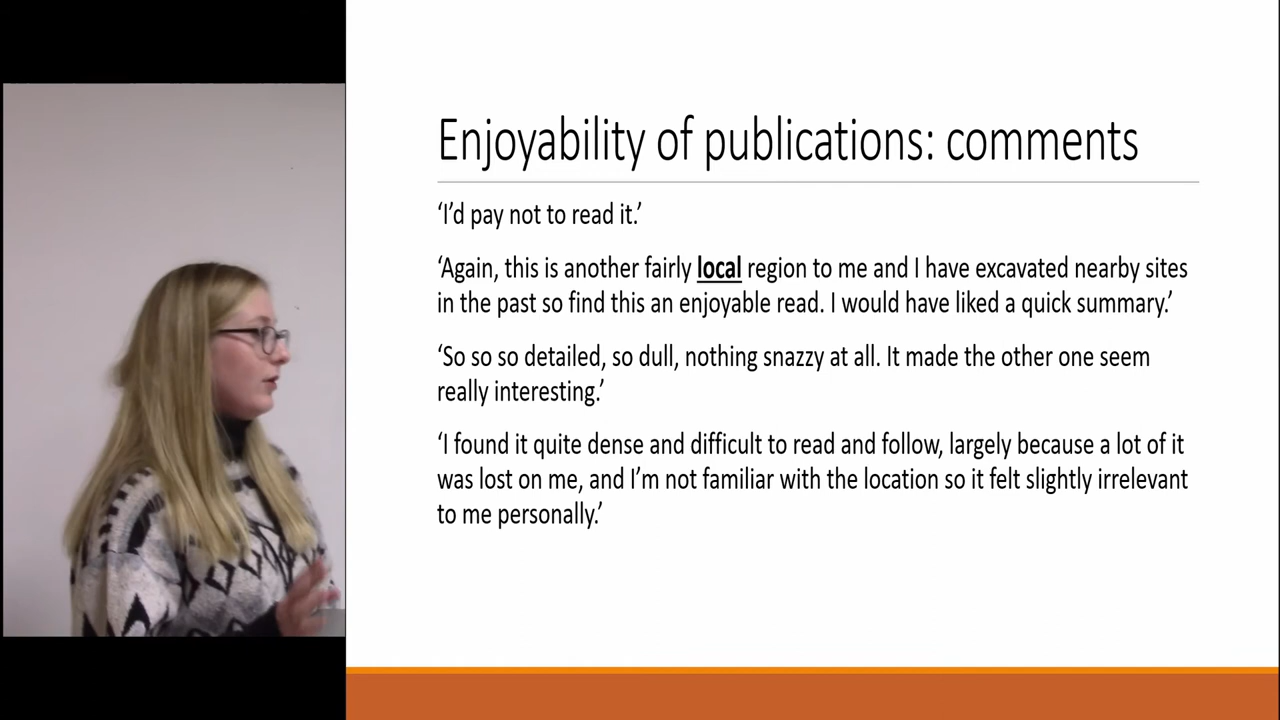 Enjoyability of publications: comments
‘I’d pay not to read it.’
‘Again, this is another fairly local region to me and I have excavated nearby sites
in the past so find this an enjoyable read. I would have liked a quick summary.’
‘So so so detailed, so dull, nothing snazzy at all. It made the other one seem
really interesting.’
‘I found it quite dense and difficult to read and follow, largely because a lot of it
was lost on me, and I’m not familiar with the location so it felt slightly irrelevant
to me personally.’